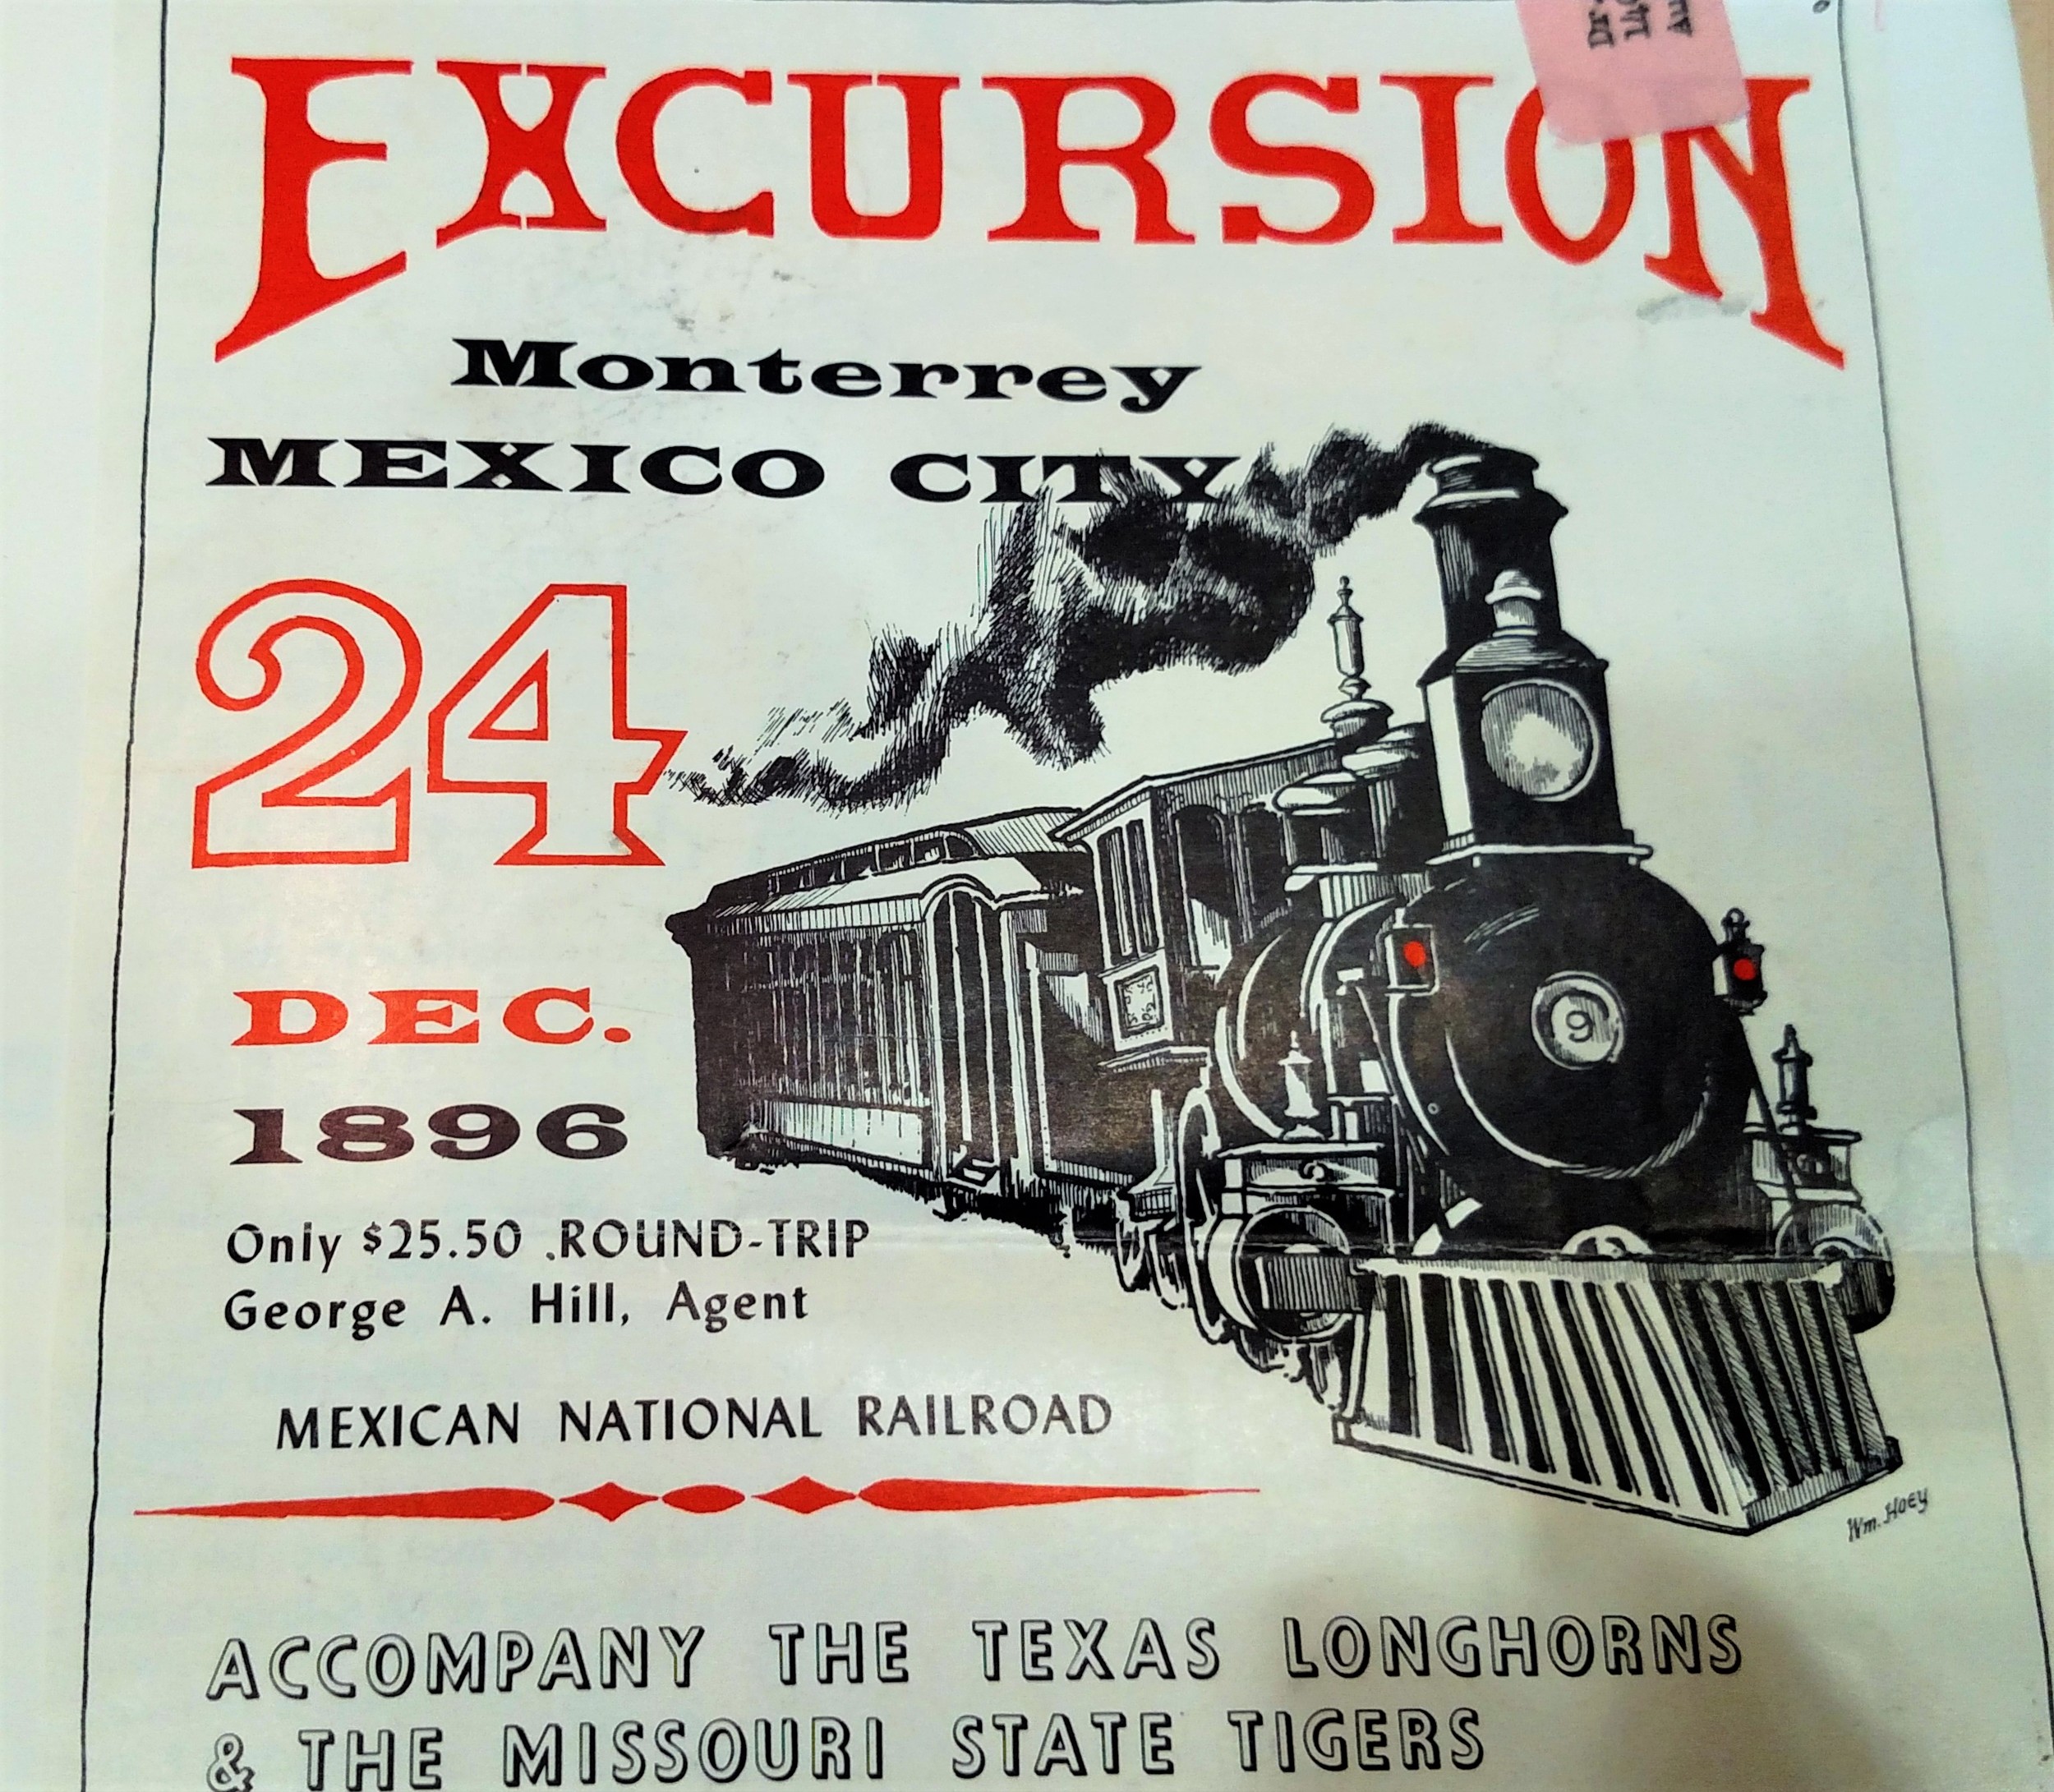 EXCURSION
Monterrey
MEXICO CITY
24
DEC.
1896
Only $25.50 .ROUND-TRIP
George A. Hill, Agent
MEXICAN NATIONAL RAILROAD
9
Wm. HOEY
ACCOMPANY THE TEXAS LONGHORNS
& THE MISSOURI STATE TIGERS